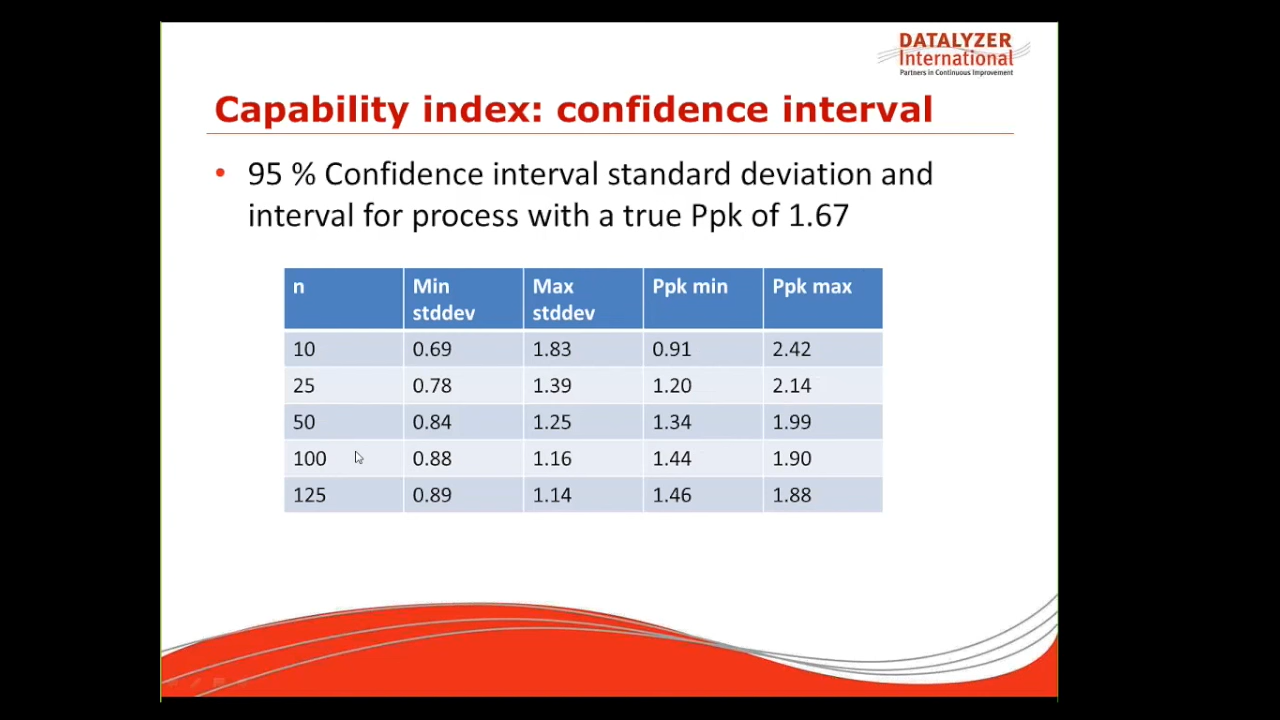 DATALYZER
International
Partners in Continuous Improvement
Capability index: confidence interval
• 95 % Confidence interval standard deviation and
interval for process with a true Ppk of 1.67
n Min stddev Max stddev Ppk min Ppk max
10 0.69 1.83 0.91 2.42
25 0.78 1.39 1.20 2.14
50 0.84 1.25 1.34 1.99
100 0.88 1.16 1.44 1.90
125 0.89 1.14 1.46 1.88